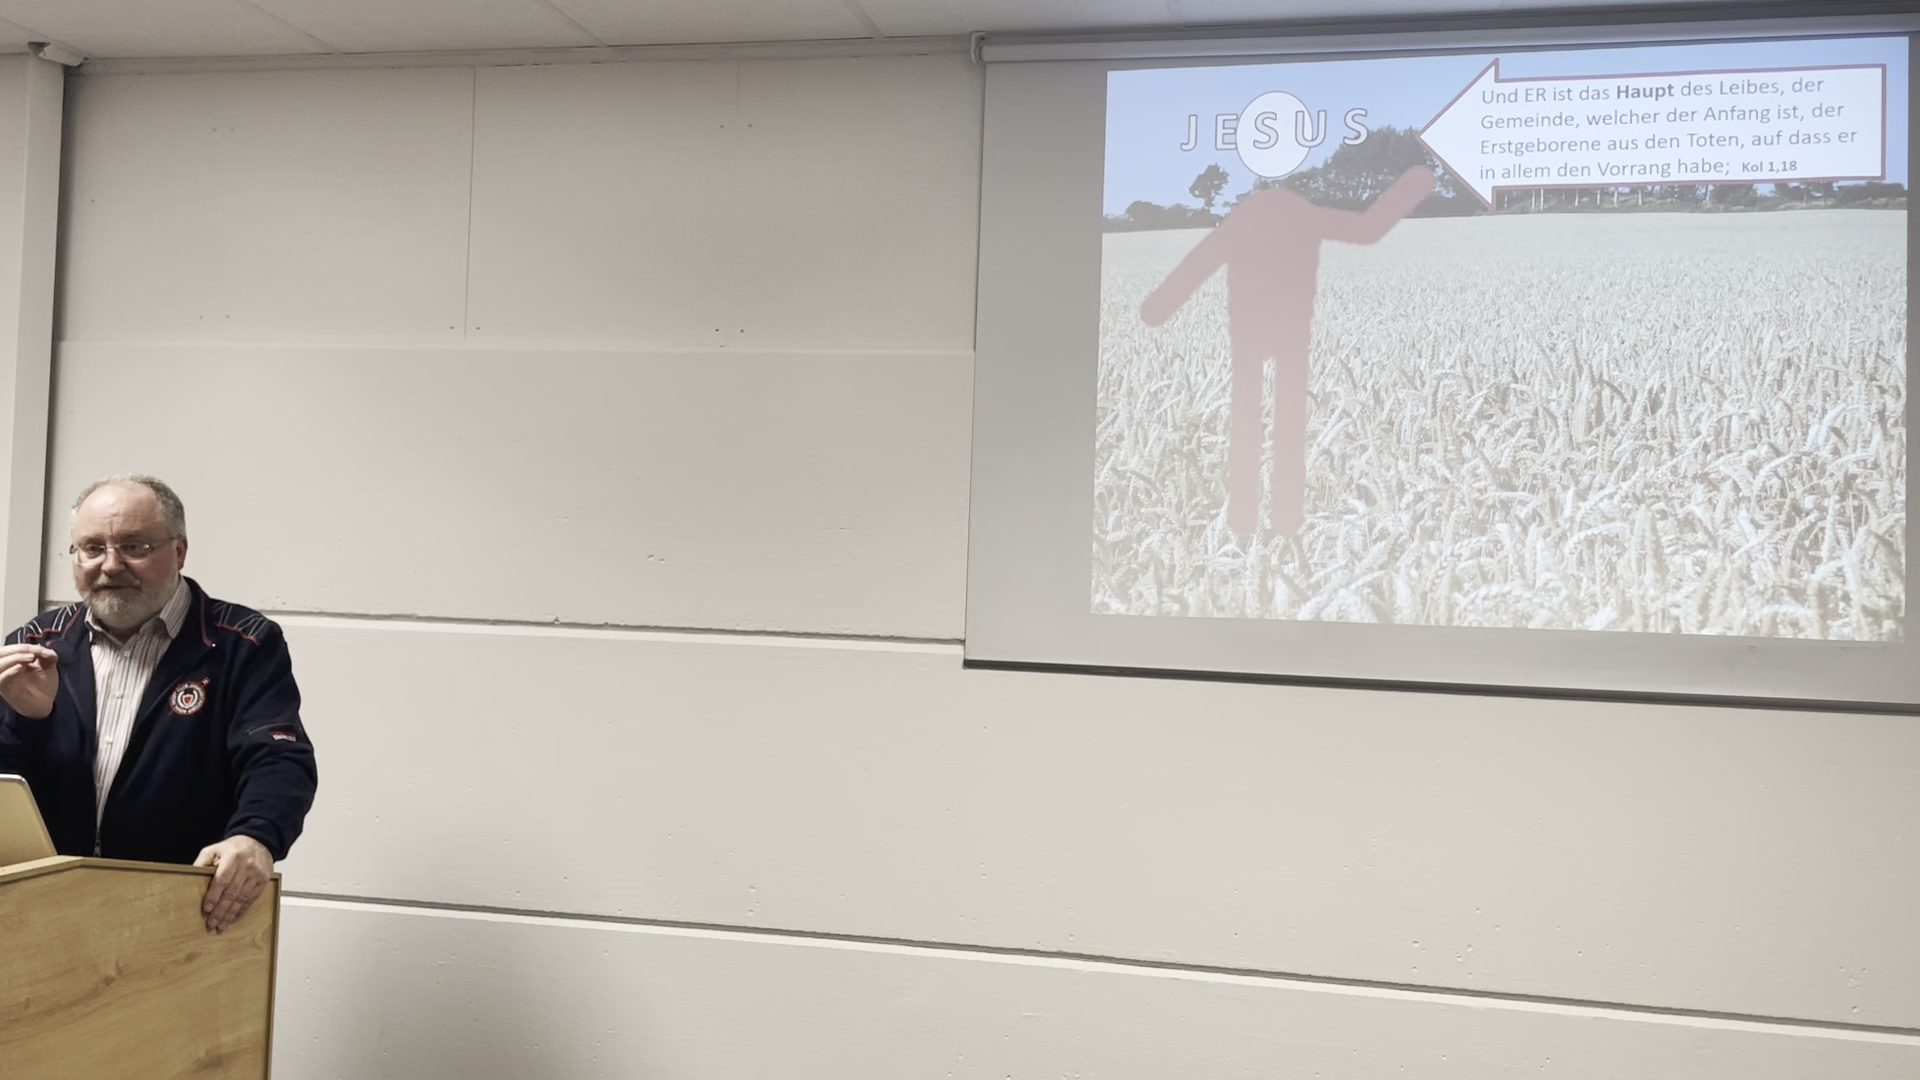 JESUS
Und ER ist das Haupt des Leibes, der
Gemeinde, welcher der Anfang ist, der
Erstgeborene aus den Toten, auf dass er
in allem den Vorrang habe; Kol 1,18